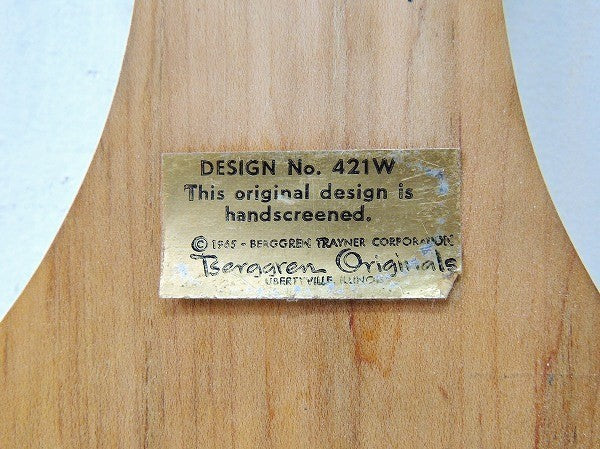 DESIGN No. 421W
This original design is
handscreened.
© 1965 - BERGGREN TRAYNER CORPORATION
Berggren Originals
LIBERTYVILLE, ILLINOIS